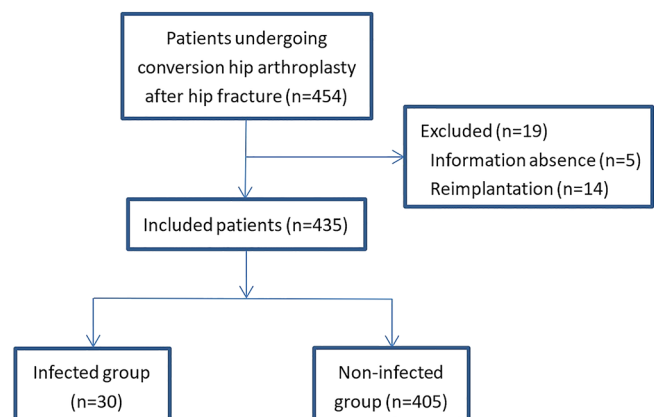 Patients undergoing
conversion hip arthroplasty
after hip fracture (n=454)
Excluded (n=19)
Information absence (n=5)
Reimplantation (n=14)
Included patients (n=435)
Infected group
(n=30)
Non-infected
group (n=405)